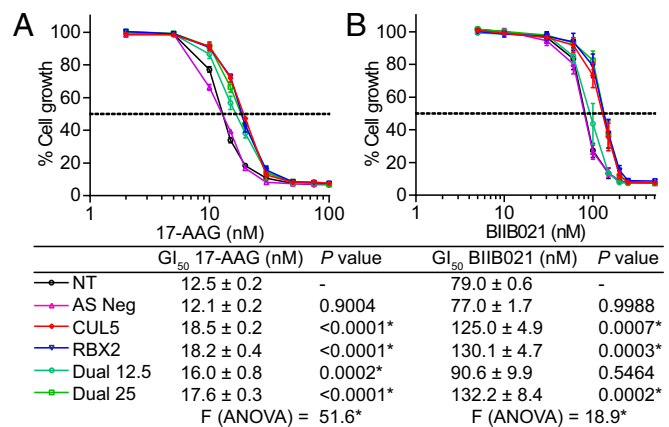 A
B
% Cell growth
100
80
60
40
20
0
1
10
100
17-AAG (nM)
% Cell growth
100
80
60
40
20
0
1
10
100
BIIB021 (nM)
GI50 17-AAG (nM) P value GI50 BIIB021 (nM) P value
NT 12.5 ± 0.2 - 79.0 ± 0.6 -
AS Neg 12.1 ± 0.2 0.9004 77.0 ± 1.7 0.9988
CUL5 18.5 ± 0.2 <0.0001* 125.0 ± 4.9 0.0007*
RBX2 18.2 ± 0.4 <0.0001* 130.1 ± 4.7 0.0003*
Dual 12.5 16.0 ± 0.8 0.0002* 90.6 ± 9.9 0.5464
Dual 25 17.6 ± 0.3 <0.0001* 132.2 ± 8.4 0.0002*
F (ANOVA) = 51.6* F (ANOVA) = 18.9*